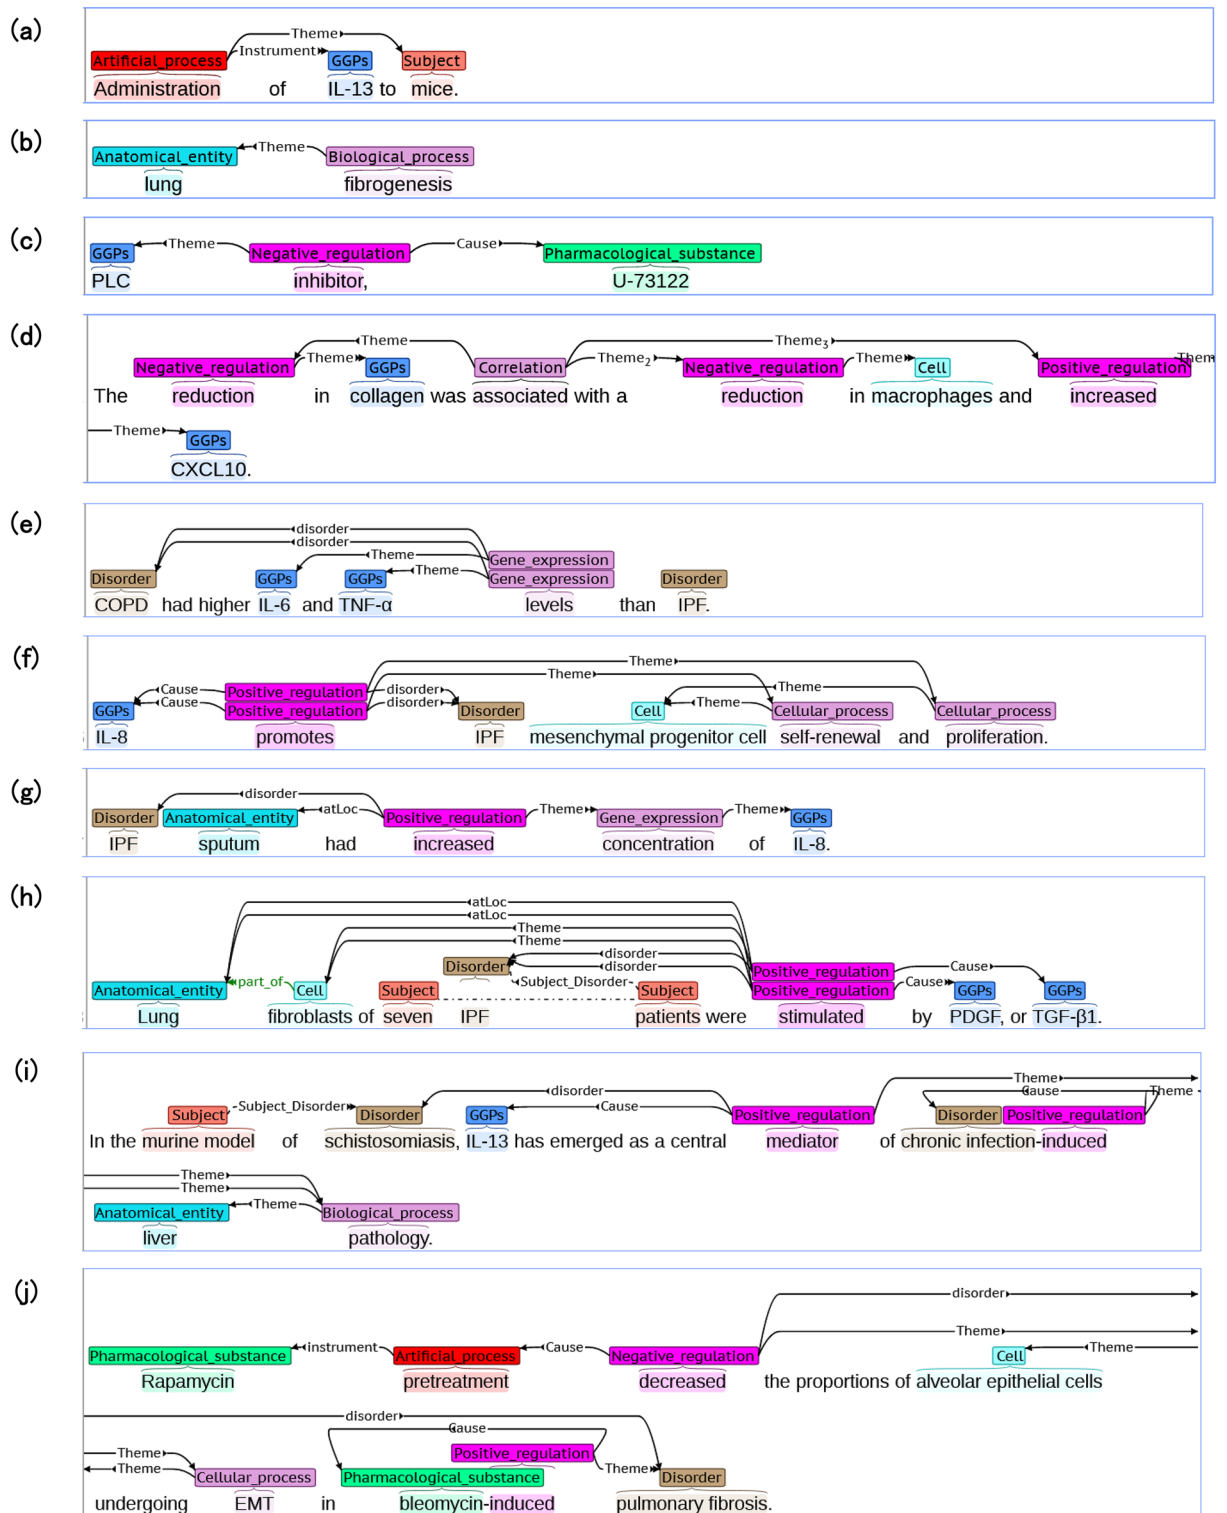 (a)
Theme
Instrument
Artificial_process GGPs Subject
Administration of IL-13 to mice.
(b)
Theme
Anatomical_entity Biological_process
lung fibrogenesis
(c)
Theme Cause
GGPs Negative_regulation Pharmacological_substance
PLC inhibitor, U-73122
(d)
Theme Theme3
Theme Theme2 Theme Them
Negative_regulation GGPs Correlation Negative_regulation Cell Positive_regulation
The reduction in collagen was associated with a reduction in macrophages and increased
Theme
GGPs
CXCL10.
(e)
disorder
disorder
Theme
Gene_expression
Theme
Disorder GGPs GGPs Gene_expression Disorder
COPD had higher IL-6 and TNF-α levels than IPF.
(f)
Theme
Theme
Theme
Cause Positive_regulation disorder
Cause disorder Theme
GGPs Positive_regulation Disorder Cell Cellular_process Cellular_process
IL-8 promotes IPF mesenchymal progenitor cell self-renewal and proliferation.
(g)
disorder
atLoc Theme Theme
Disorder Anatomical_entity Positive_regulation Gene_expression GGPs
IPF sputum had increased concentration of IL-8.
(h)
atLoc
atLoc
Theme
Theme
disorder
Disorder disorder Positive_regulation Cause
part_of Subject_Disorder Cause
Anatomical_entity Cell Subject Subject Positive_regulation GGPs GGPs
Lung fibroblasts of seven IPF patients were stimulated by PDGF, or TGF-β1.
(i)
Theme
disorder Cause Theme
Subject_Disorder Cause
Subject Disorder GGPs Positive_regulation Disorder Positive_regulation
In the murine model of schistosomiasis, IL-13 has emerged as a central mediator of chronic infection-induced
Theme
Theme
Theme
Anatomical_entity Biological_process
liver pathology.
(j)
disorder
Theme
instrument Cause Theme
Pharmacological_substance Artificial_process Negative_regulation Cell
Rapamycin pretreatment decreased the proportions of alveolar epithelial cells
disorder
Cause
Theme Positive_regulation
Theme Theme
Cellular_process Pharmacological_substance Disorder
undergoing EMT in bleomycin-induced pulmonary fibrosis.